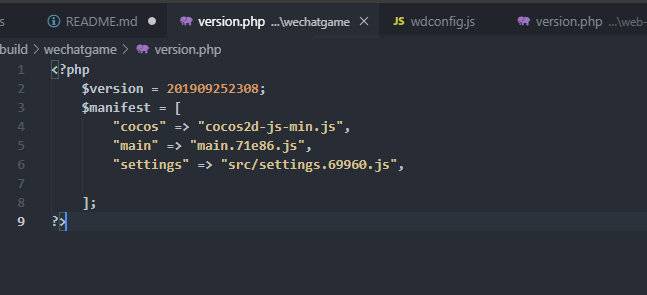 s README.md version.php ...\wechatgame wdconfig.js version.php ...\web-
build > wechatgame > version.php
1 <?php
2 $version = 201909252308;
3 $manifest = [
4 "cocos" => "cocos2d-js-min.js",
5 "main" => "main.71e86.js",
6 "settings" => "src/settings.69960.js",
7
8 ];
9 ?>